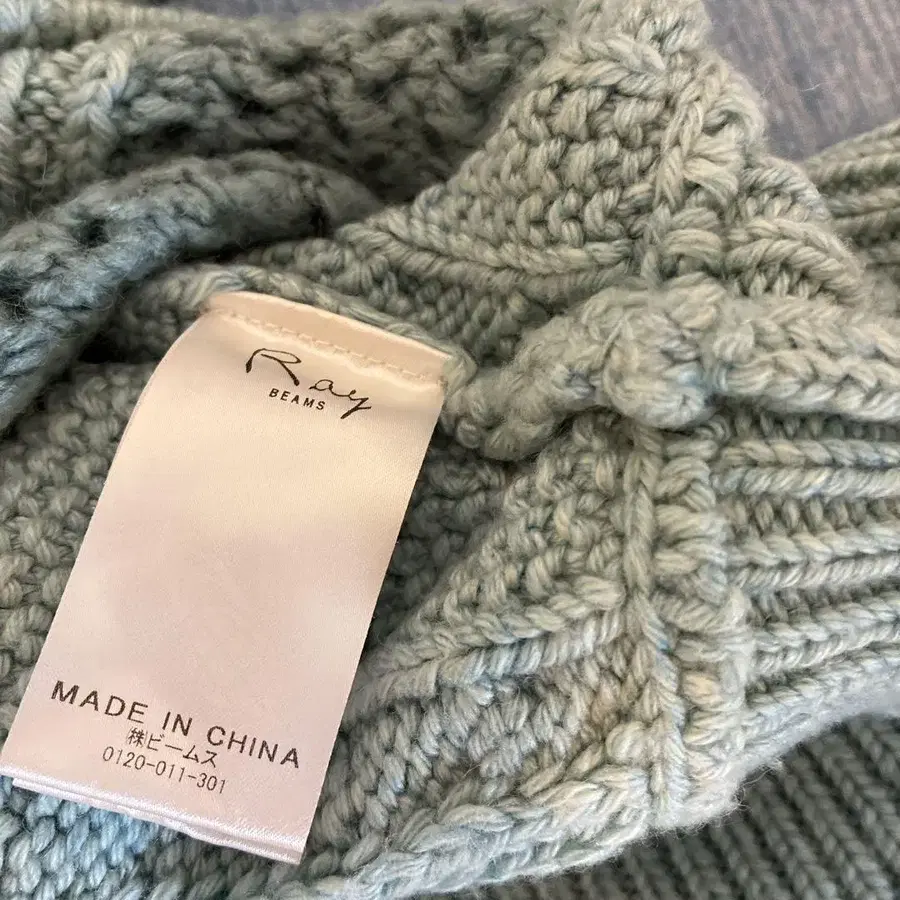 Ray
BEAMS
MADE IN CHINA
㈱ビームス
0120-011-301